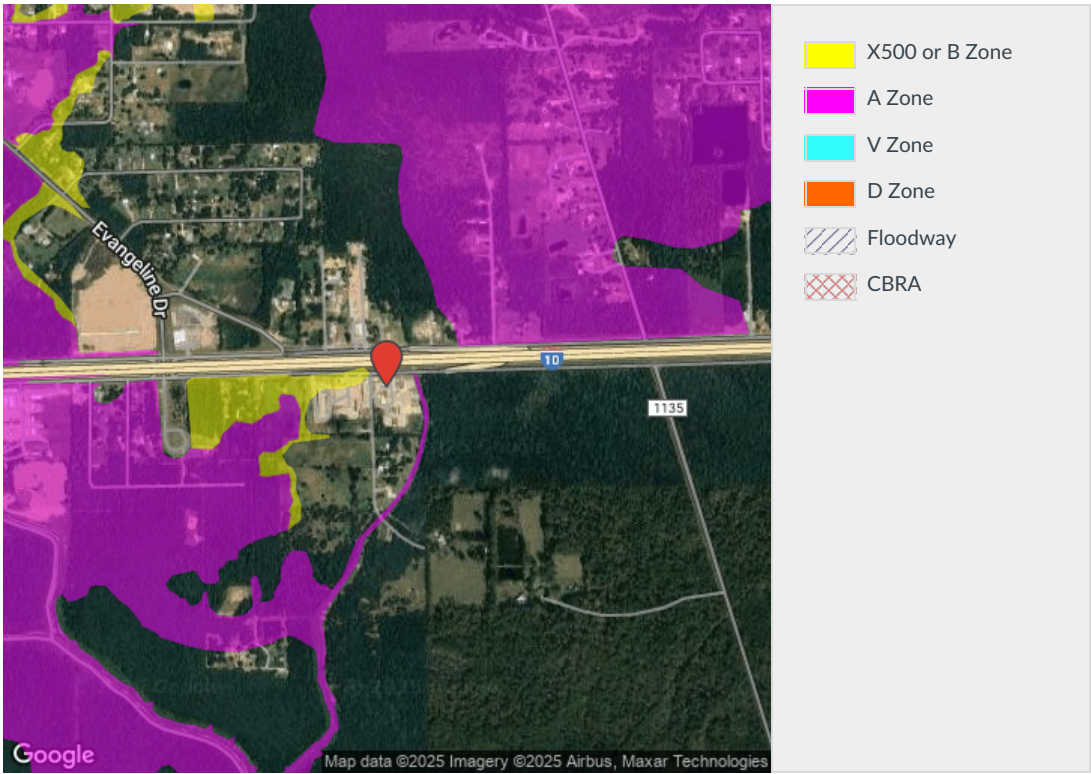 X500 or B Zone
A Zone
V Zone
D Zone
Floodway
CBRA
Evangeline Dr
10
1135
Google
Map data ©2025 Imagery ©2025 Airbus, Maxar Technologies